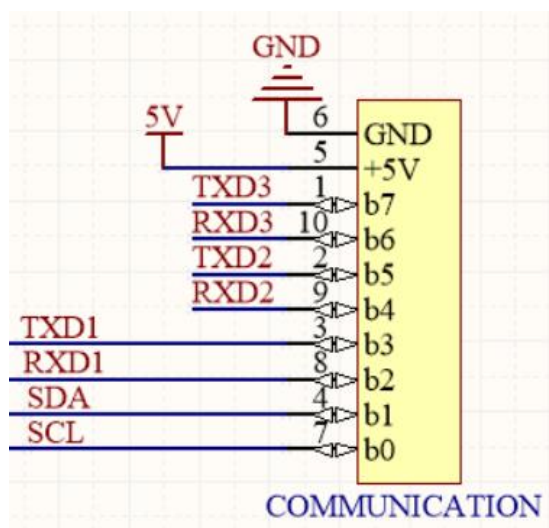 GND
6 GND
5V 5 +5V
TXD3 1 b7
RXD3 10 b6
TXD2 2 b5
RXD2 9 b4
TXD1 3 b3
RXD1 8 b2
SDA 4 b1
SCL 7 b0
COMMUNICATION